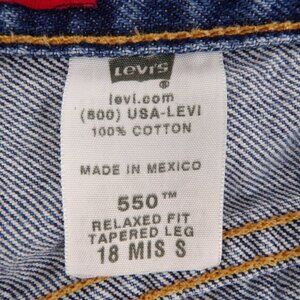 LEVI'S
®
levi.com
(800) USA-LEVI
100% COTTON
MADE IN MEXICO
550™
RELAXED FIT
TAPERED LEG
18 MIS S